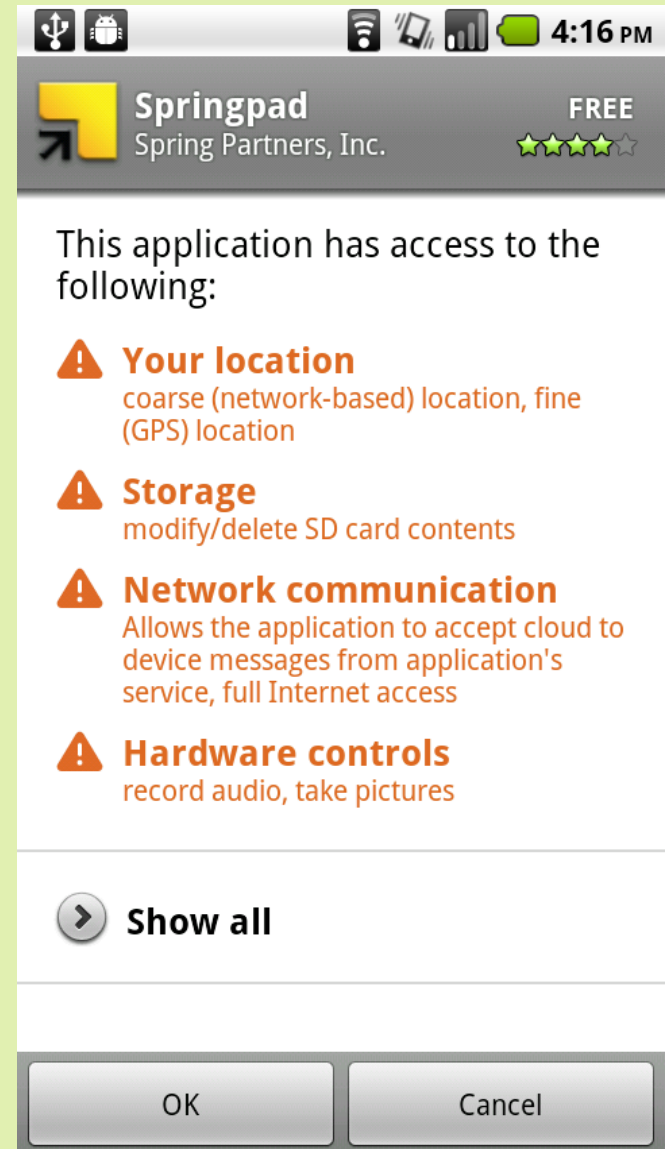 4:16 PM
Springpad
FREE
Spring Partners, Inc.
This application has access to the
following:
Your location
coarse (network-based) location, fine
(GPS) location
Storage
modify/delete SD card contents
Network communication
Allows the application to accept cloud to
device messages from application's
service, full Internet access
Hardware controls
record audio, take pictures
Show all
OK
Cancel